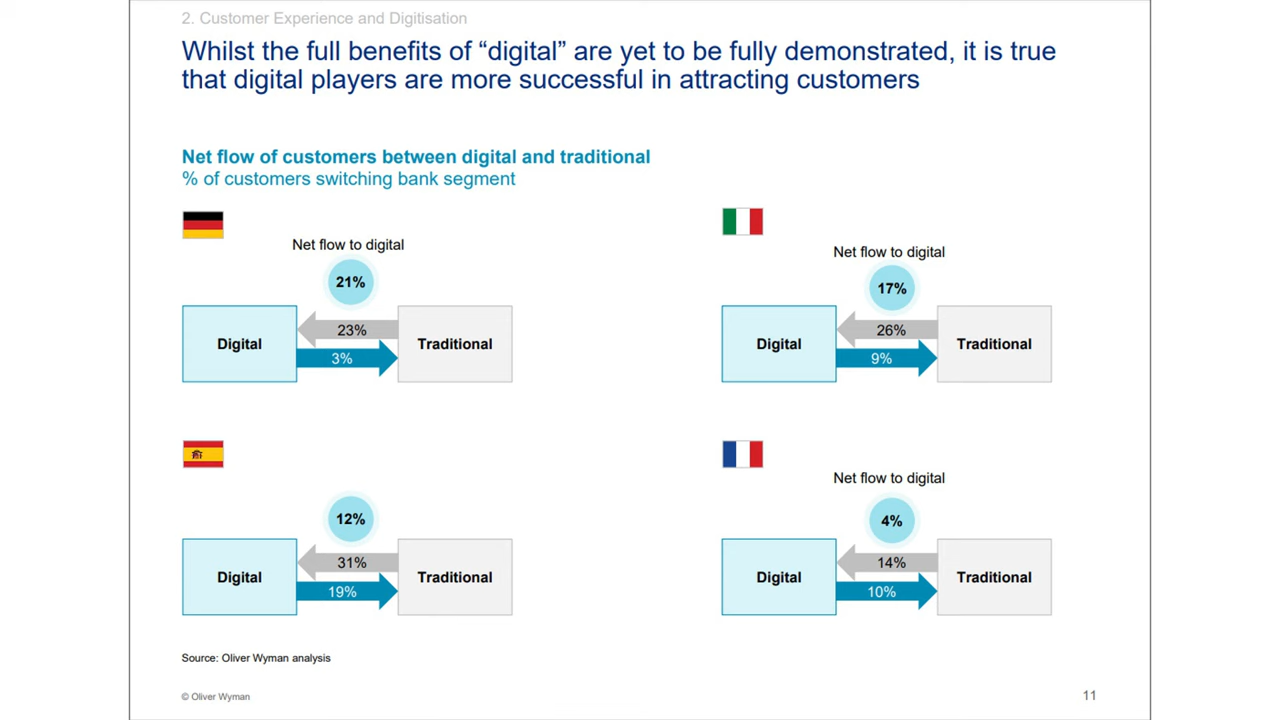 2. Customer Experience and Digitisation
Whilst the full benefits of “digital” are yet to be fully demonstrated, it is true
that digital players are more successful in attracting customers
Net flow of customers between digital and traditional
% of customers switching bank segment
Net flow to digital
21%
Digital
23%
3%
Traditional
Net flow to digital
17%
Digital
26%
9%
Traditional
12%
Digital
31%
19%
Traditional
Net flow to digital
4%
Digital
14%
10%
Traditional
Source: Oliver Wyman analysis
© Oliver Wyman
11